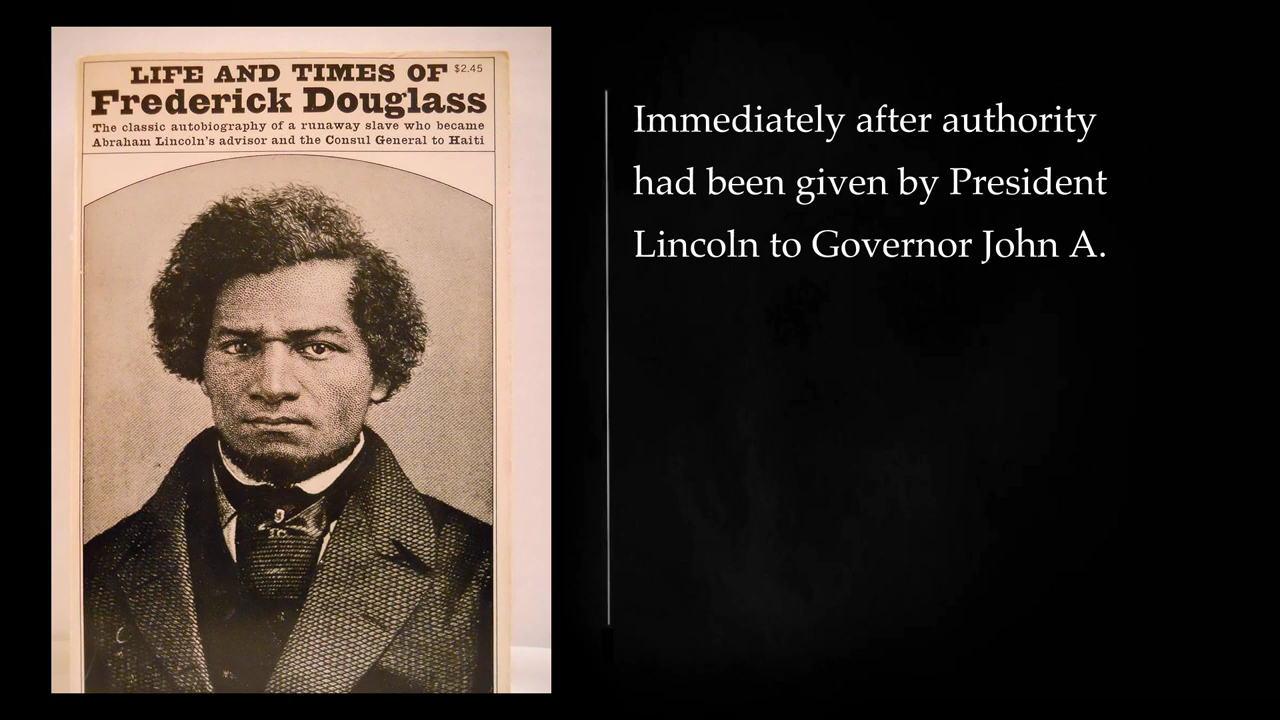 LIFE AND TIMES OF $2.45
Frederick Douglass
The classic autobiography of a runaway slave who became
Abraham Lincoln's advisor and the Consul General to Haiti
Immediately after authority
had been given by President
Lincoln to Governor John A.